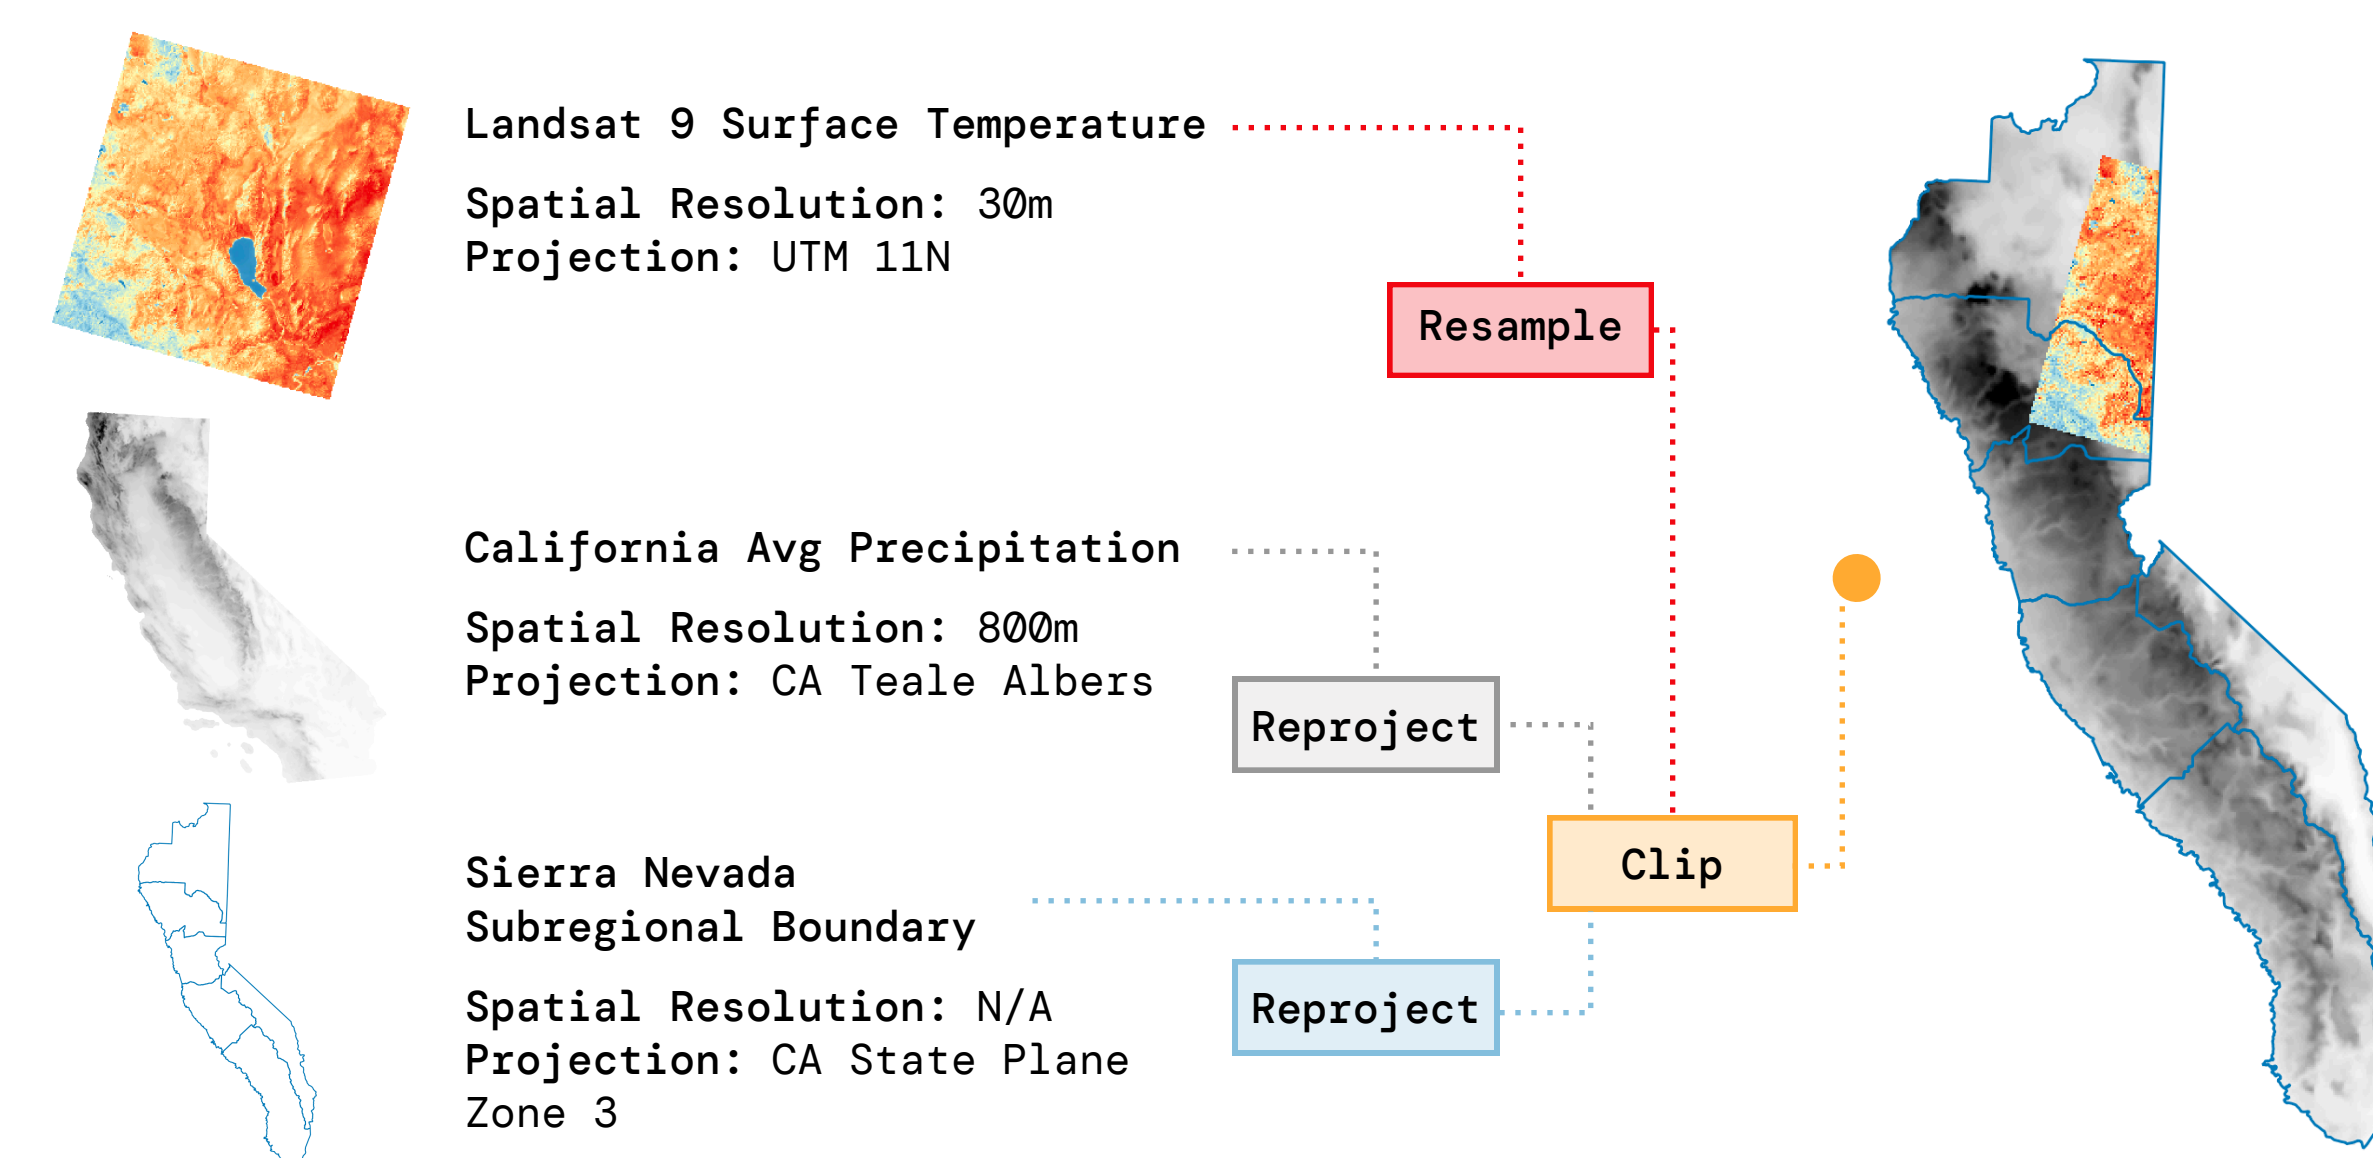 Landsat 9 Surface Temperature
Spatial Resolution: 30m
Projection: UTM 11N
Resample
California Avg Precipitation
Spatial Resolution: 800m
Projection: CA Teale Albers
Reproject
Clip
Sierra Nevada
Subregional Boundary
Spatial Resolution: N/A
Projection: CA State Plane
Zone 3
Reproject